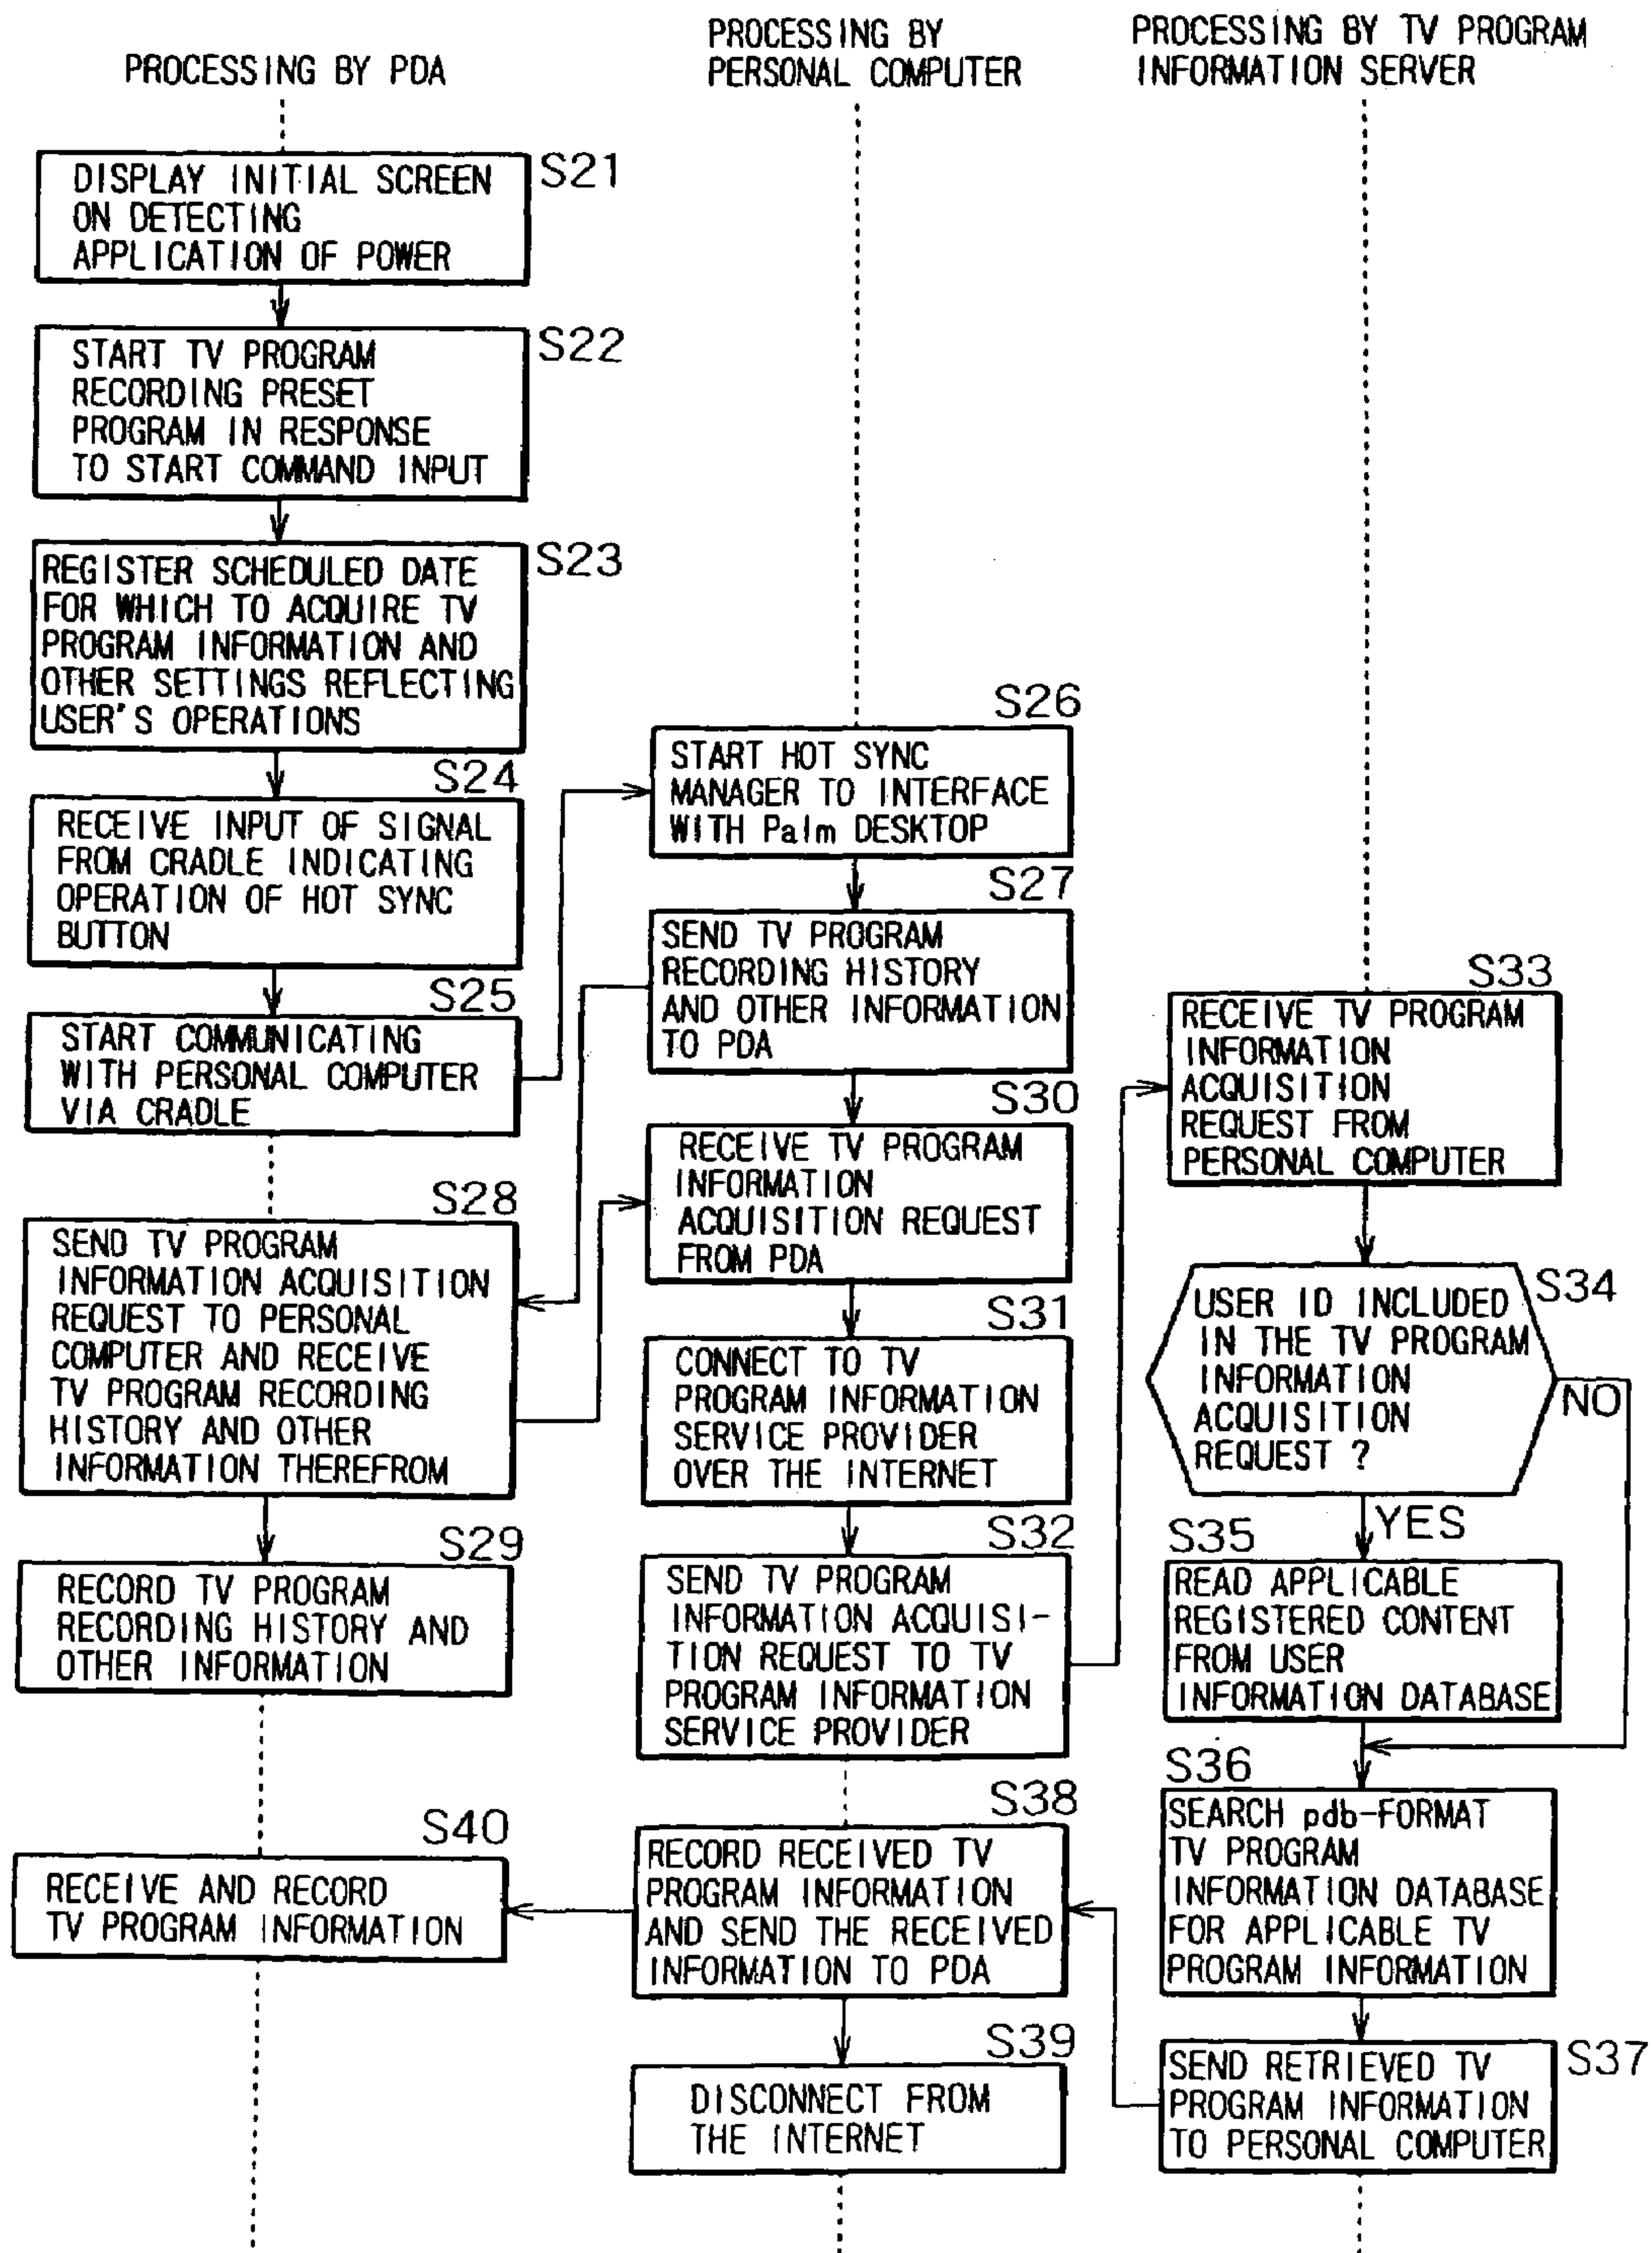 PROCESSING BY PDA
PROCESSING BY
PERSONAL COMPUTER
PROCESSING BY TV PROGRAM
INFORMATION SERVER
S21
DISPLAY INITIAL SCREEN
ON DETECTING
APPLICATION OF POWER
S22
START TV PROGRAM
RECORDING PRESET
PROGRAM IN RESPONSE
TO START COMMAND INPUT
S23
REGISTER SCHEDULED DATE
FOR WHICH TO ACQUIRE TV
PROGRAM INFORMATION AND
OTHER SETTINGS REFLECTING
USER'S OPERATIONS
S24
RECEIVE INPUT OF SIGNAL
FROM CRADLE INDICATING
OPERATION OF HOT SYNC
BUTTON
S25
START COMMUNICATING
WITH PERSONAL COMPUTER
VIA CRADLE
S26
START HOT SYNC
MANAGER TO INTERFACE
WITH Palm DESKTOP
S27
SEND TV PROGRAM
RECORDING HISTORY
AND OTHER INFORMATION
TO PDA
S28
SEND TV PROGRAM
INFORMATION ACQUISITION
REQUEST TO PERSONAL
COMPUTER AND RECEIVE
TV PROGRAM RECORDING
HISTORY AND OTHER
INFORMATION THEREFROM
S29
RECORD TV PROGRAM
RECORDING HISTORY AND
OTHER INFORMATION
S30
RECEIVE TV PROGRAM
INFORMATION
ACQUISITION REQUEST
FROM PDA
S31
CONNECT TO TV
PROGRAM INFORMATION
SERVICE PROVIDER
OVER THE INTERNET
S32
SEND TV PROGRAM
INFORMATION ACQUISI-
TION REQUEST TO TV
PROGRAM INFORMATION
SERVICE PROVIDER
S33
RECEIVE TV PROGRAM
INFORMATION
ACQUISITION
REQUEST FROM
PERSONAL COMPUTER
S34
USER ID INCLUDED
IN THE TV PROGRAM
INFORMATION
ACQUISITION
REQUEST ?
NO
YES
S35
READ APPLICABLE
REGISTERED CONTENT
FROM USER
INFORMATION DATABASE
S36
SEARCH pdb-FORMAT
TV PROGRAM
INFORMATION DATABASE
FOR APPLICABLE TV
PROGRAM INFORMATION
S37
SEND RETRIEVED TV
PROGRAM INFORMATION
TO PERSONAL COMPUTER
S38
RECORD RECEIVED TV
PROGRAM INFORMATION
AND SEND THE RECEIVED
INFORMATION TO PDA
S39
DISCONNECT FROM
THE INTERNET
S40
RECEIVE AND RECORD
TV PROGRAM INFORMATION